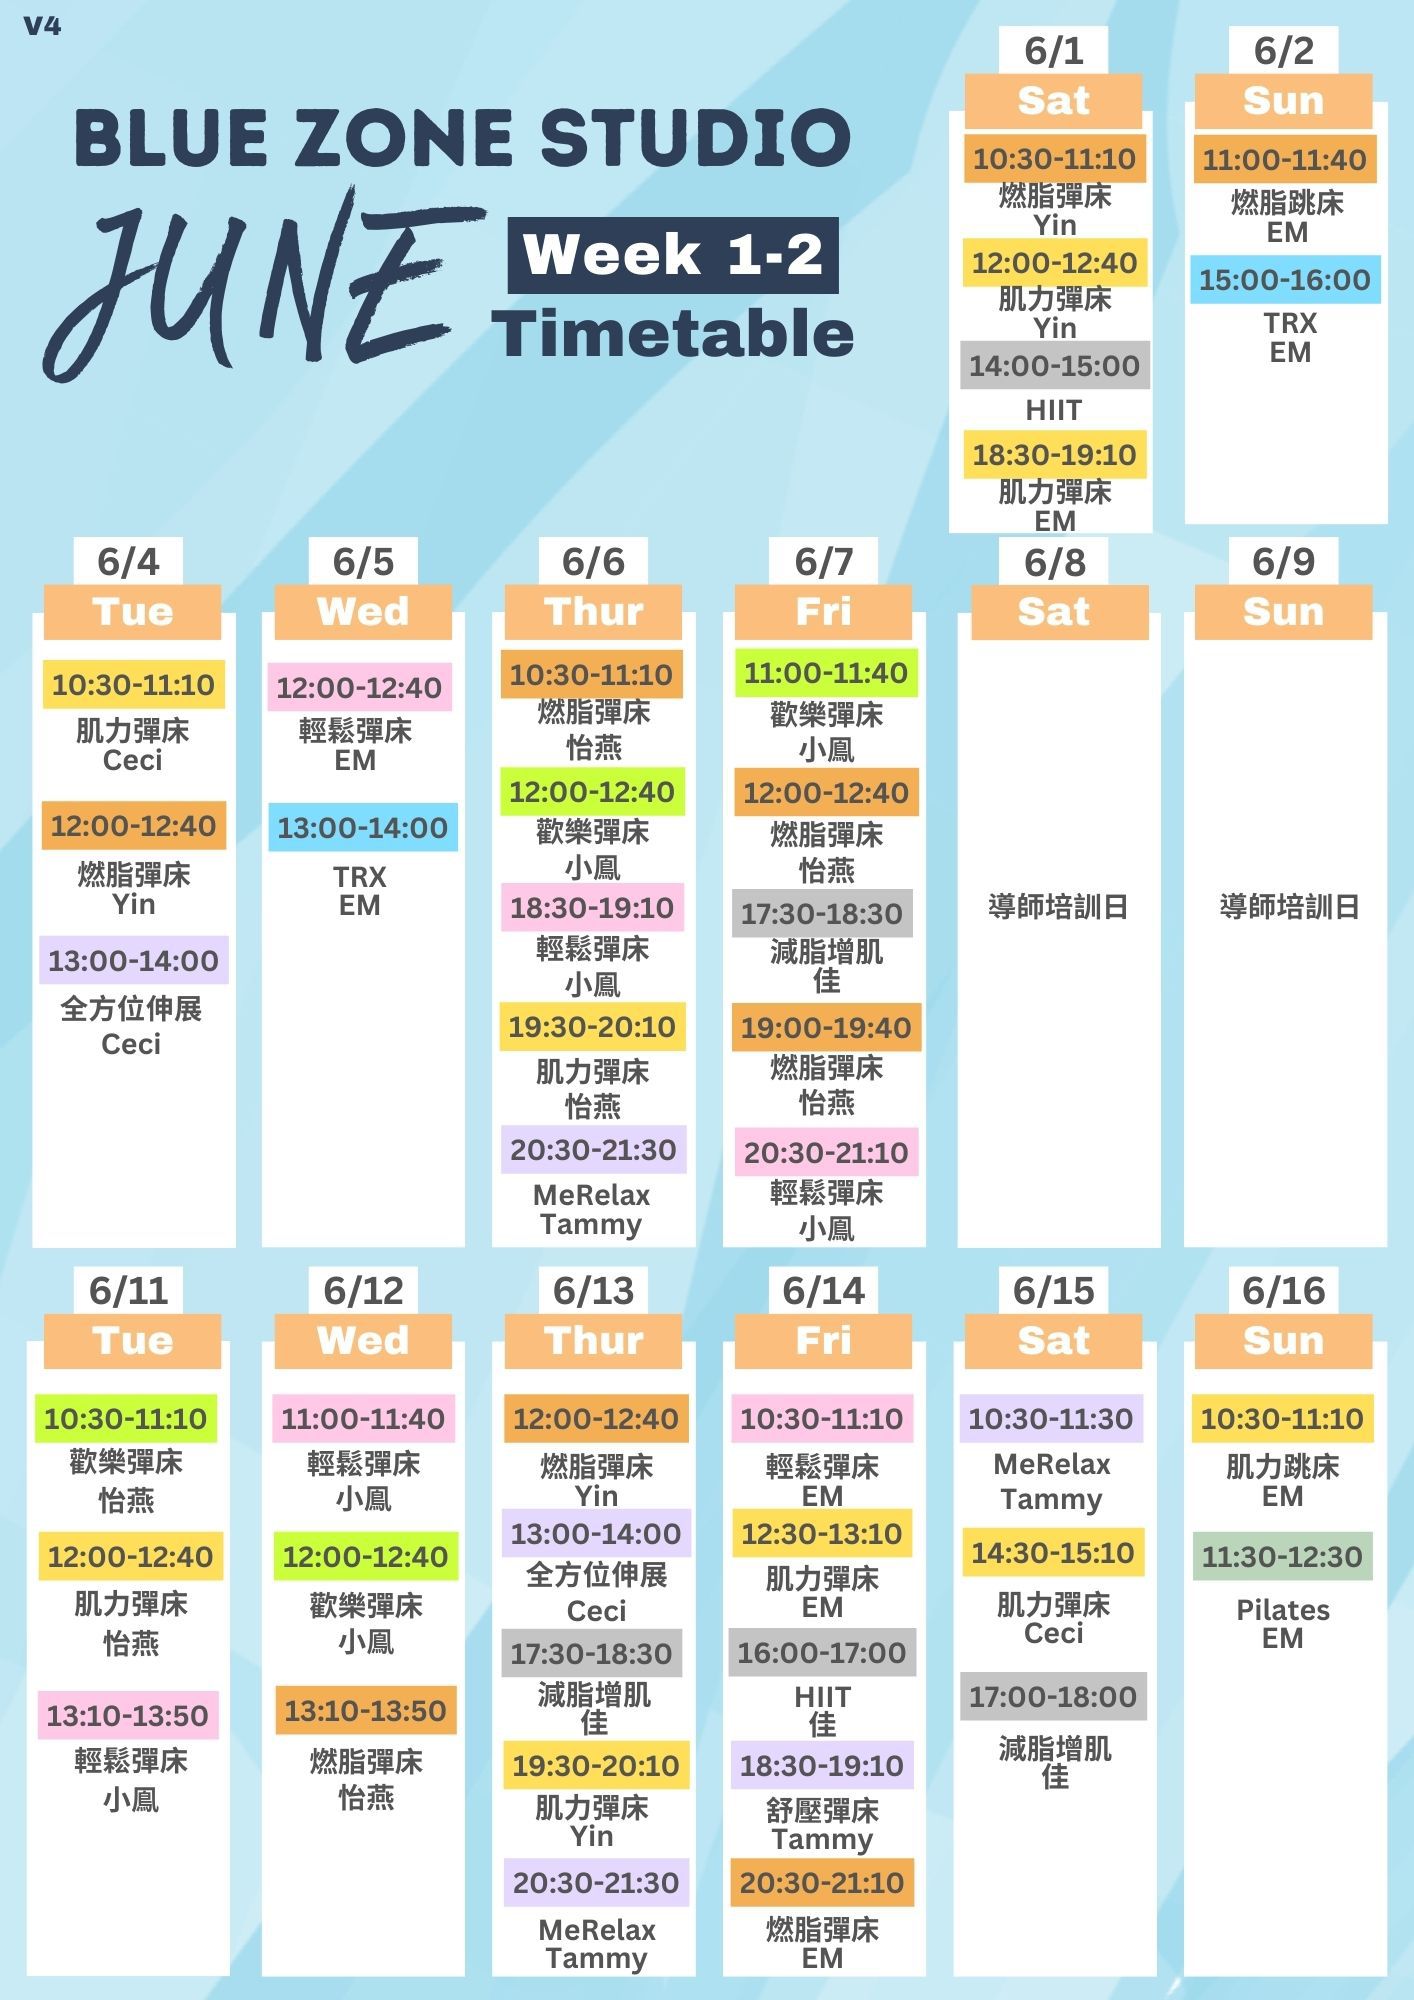 V4
BLUE ZONE STUDIO
JUNE
Week 1-2
Timetable
6/1
Sat
10:30-11:10
燃脂彈床
Yin
12:00-12:40
肌力彈床
Yin
14:00-15:00
HIIT
18:30-19:10
肌力彈床
EM
6/2
Sun
11:00-11:40
燃脂跳床
EM
15:00-16:00
TRX
EM
6/4
Tue
10:30-11:10
肌力彈床
Ceci
12:00-12:40
燃脂彈床
Yin
13:00-14:00
全方位伸展
Ceci
6/5
Wed
12:00-12:40
輕鬆彈床
EM
13:00-14:00
TRX
EM
6/6
Thur
10:30-11:10
燃脂彈床
怡燕
12:00-12:40
歡樂彈床
小鳳
18:30-19:10
輕鬆彈床
小鳳
19:30-20:10
肌力彈床
怡燕
20:30-21:30
MeRelax
Tammy
6/7
Fri
11:00-11:40
歡樂彈床
小鳳
12:00-12:40
燃脂彈床
怡燕
17:30-18:30
減脂增肌
佳
19:00-19:40
燃脂彈床
怡燕
20:30-21:10
輕鬆彈床
小鳳
6/8
Sat
導師培訓日
6/9
Sun
導師培訓日
6/11
Tue
10:30-11:10
歡樂彈床
怡燕
12:00-12:40
肌力彈床
怡燕
13:10-13:50
輕鬆彈床
小鳳
6/12
Wed
11:00-11:40
輕鬆彈床
小鳳
12:00-12:40
歡樂彈床
小鳳
13:10-13:50
燃脂彈床
怡燕
6/13
Thur
12:00-12:40
燃脂彈床
Yin
13:00-14:00
全方位伸展
Ceci
17:30-18:30
減脂增肌
佳
19:30-20:10
肌力彈床
Yin
20:30-21:30
MeRelax
Tammy
6/14
Fri
10:30-11:10
輕鬆彈床
EM
12:30-13:10
肌力彈床
EM
16:00-17:00
HIIT
佳
18:30-19:10
舒壓彈床
Tammy
20:30-21:10
燃脂彈床
EM
6/15
Sat
10:30-11:30
MeRelax
Tammy
14:30-15:10
肌力彈床
Ceci
17:00-18:00
減脂增肌
佳
6/16
Sun
10:30-11:10
肌力跳床
EM
11:30-12:30
Pilates
EM